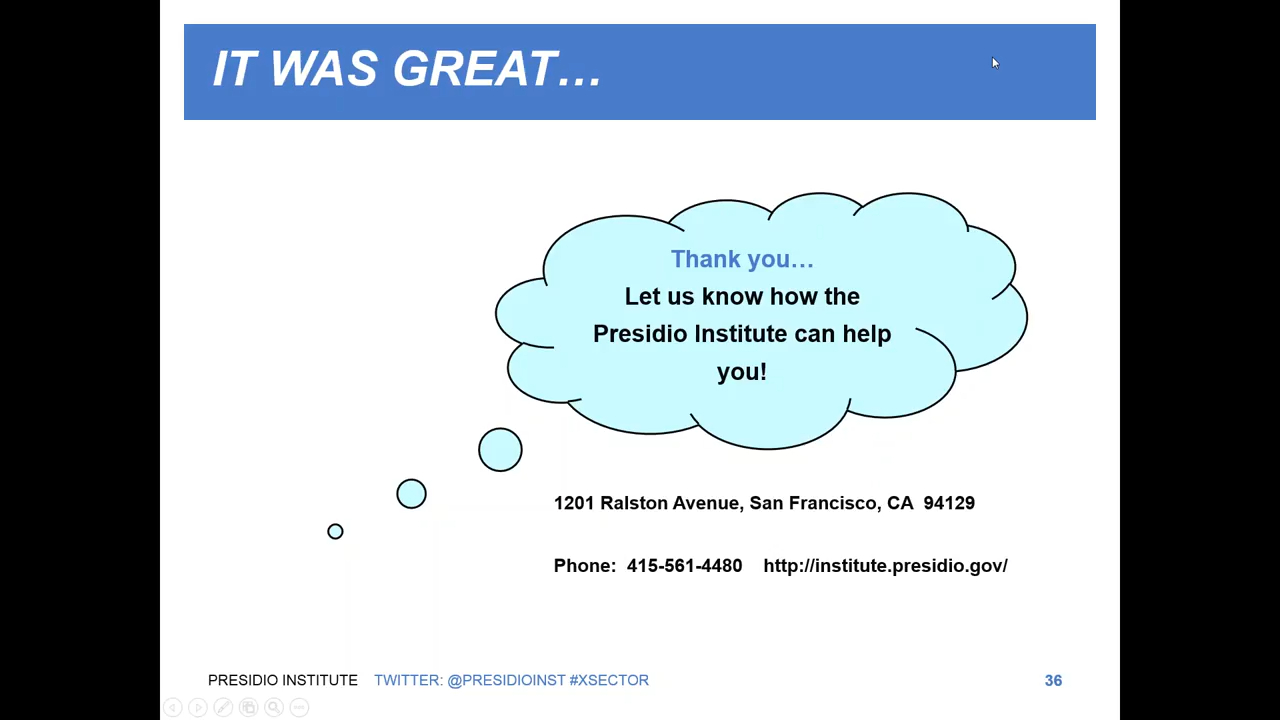 IT WAS GREAT…
Thank you…
Let us know how the
Presidio Institute can help
you!
1201 Ralston Avenue, San Francisco, CA  94129
Phone:  415-561-4480    http://institute.presidio.gov/
PRESIDIO INSTITUTE    TWITTER: @PRESIDIOINST #XSECTOR    36